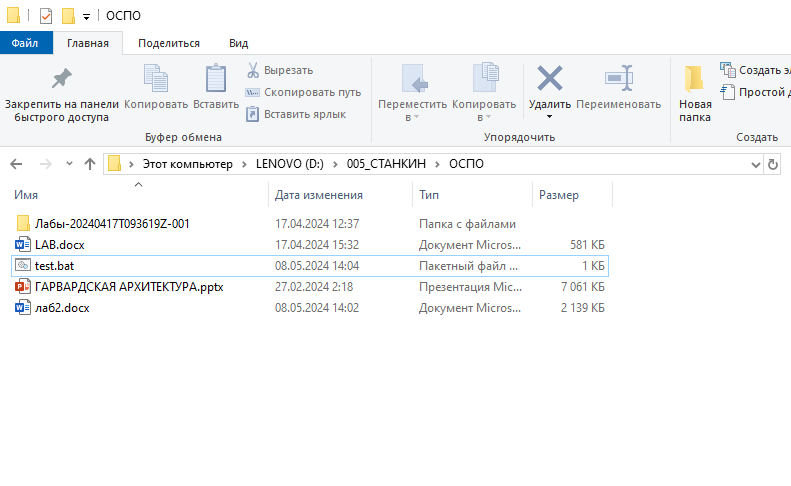 ОСПО
Файл Главная Поделиться Вид
Закрепить на панели быстрого доступа
Копировать
Вставить
Вырезать
Скопировать путь
Вставить ярлык
Буфер обмена
Переместить в
Копировать в
Удалить
Переименовать
Упорядочить
Новая папка
Создать эл
Простой д
Создать
Этот компьютер LENOVO (D:) 005_СТАНКИН ОСПО
Имя Дата изменения Тип Размер
Лабы-20240417T093619Z-001 17.04.2024 12:37 Папка с файлами
LAB.docx 17.04.2024 15:32 Документ Micros... 581 КБ
test.bat 08.05.2024 14:04 Пакетный файл ... 1 КБ
ГАРВАРДСКАЯ АРХИТЕКТУРА.pptx 27.02.2024 2:18 Презентация Mic... 7 061 КБ
лаб2.docx 08.05.2024 14:02 Документ Micros... 2 139 КБ